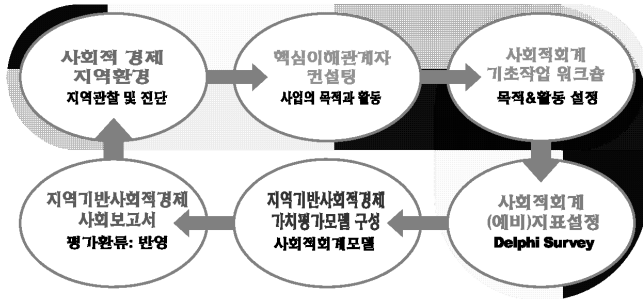 사회적 경제
지역환경
지역관찰 및 진단
핵심이해관계자
컨설팅
사업의 목적과 활동
사회적회계
기초작업 워크숍
목적&활동 설정
사회적회계
(예비)지표설정
Delphi Survey
지역기반사회적경제
가치평가모델 구성
사회적회계모델
지역기반사회적경제
사회보고서
평가환류: 반영